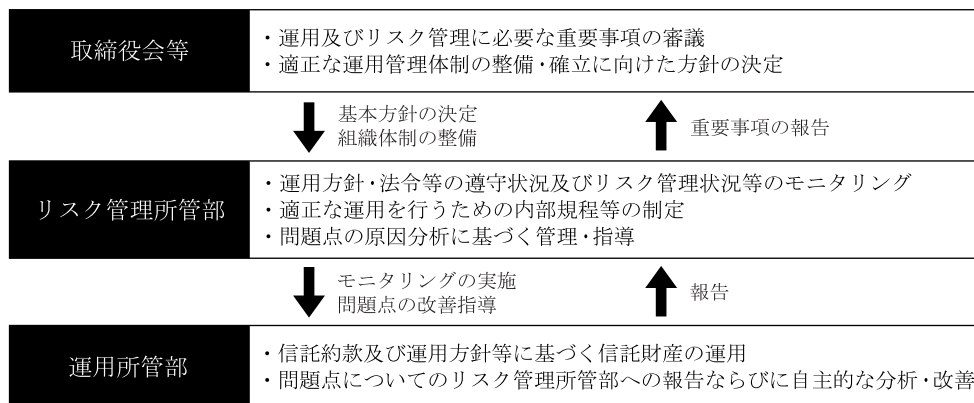 取締役会等
・運用及びリスク管理に必要な重要事項の審議
・適正な運用管理体制の整備・確立に向けた方針の決定
基本方針の決定
組織体制の整備
重要事項の報告
リスク管理所管部
・運用方針・法令等の遵守状況及びリスク管理状況等のモニタリング
・適正な運用を行うための内部規程等の制定
・問題点の原因分析に基づく管理・指導
モニタリングの実施
問題点の改善指導
報告
運用所管部
・信託約款及び運用方針等に基づく信託財産の運用
・問題点についてのリスク管理所管部への報告ならびに自主的な分析・改善